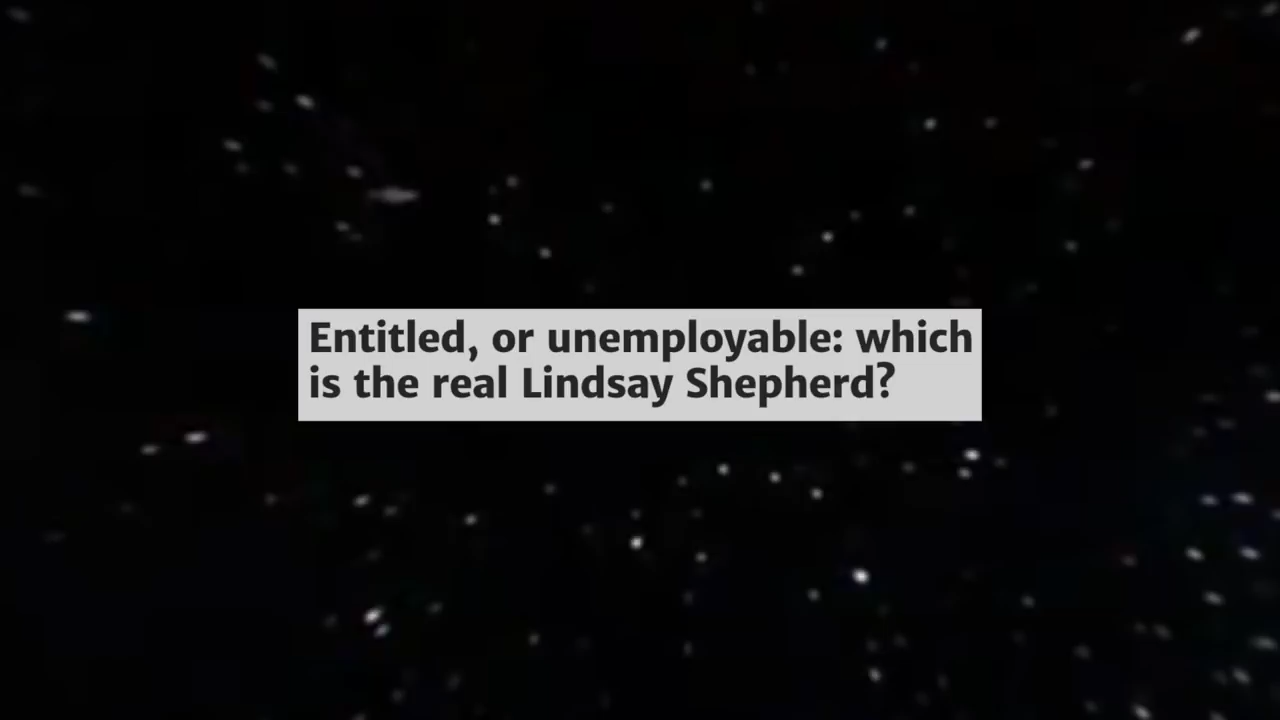 Entitled, or unemployable: which
is the real Lindsay Shepherd?